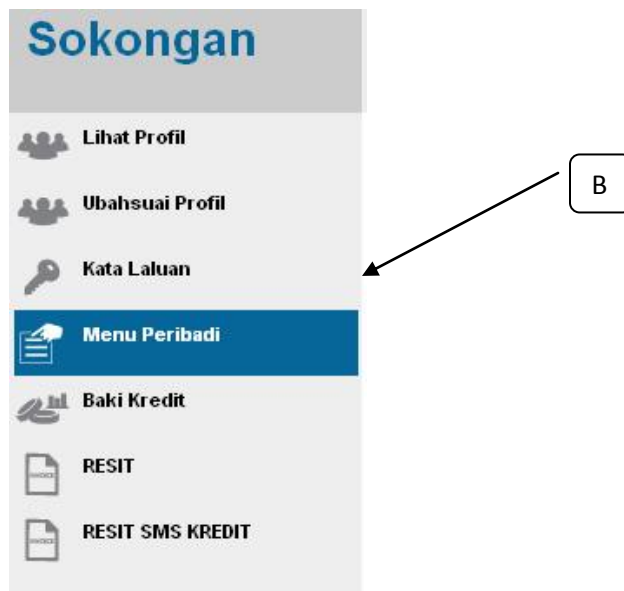 Sokongan
Lihat Profil
Ubahsuai Profil
B
Kata Laluan
Menu Peribadi
Baki Kredit
RESIT
RESIT SMS KREDIT